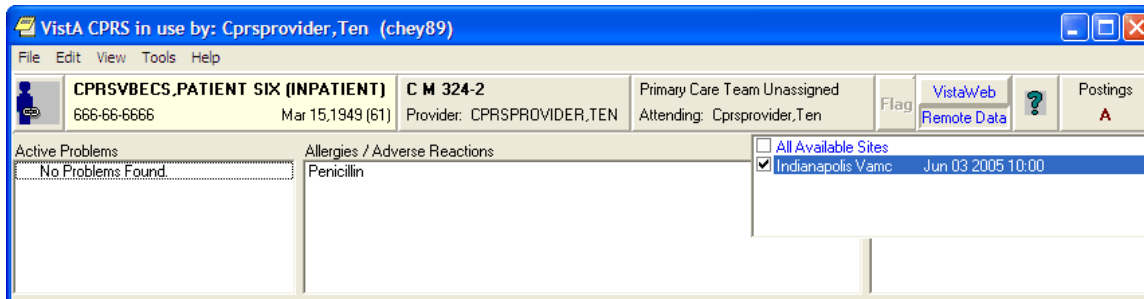 VistA CPRS in use by: Cprsprovider,Ten (chey89)
File Edit View Tools Help
CPRSVBECS,PATIENT SIX (INPATIENT) C M 324-2 Primary Care Team Unassigned Flag VistaWeb ? Postings
666-66-6666 Mar 15,1949 (61) Provider: CPRSPROVIDER,TEN Attending: Cprsprovider,Ten Remote Data A
Active Problems Allergies / Adverse Reactions All Available Sites
No Problems Found. Penicillin Indianapolis Vamc Jun 03 2005 10:00